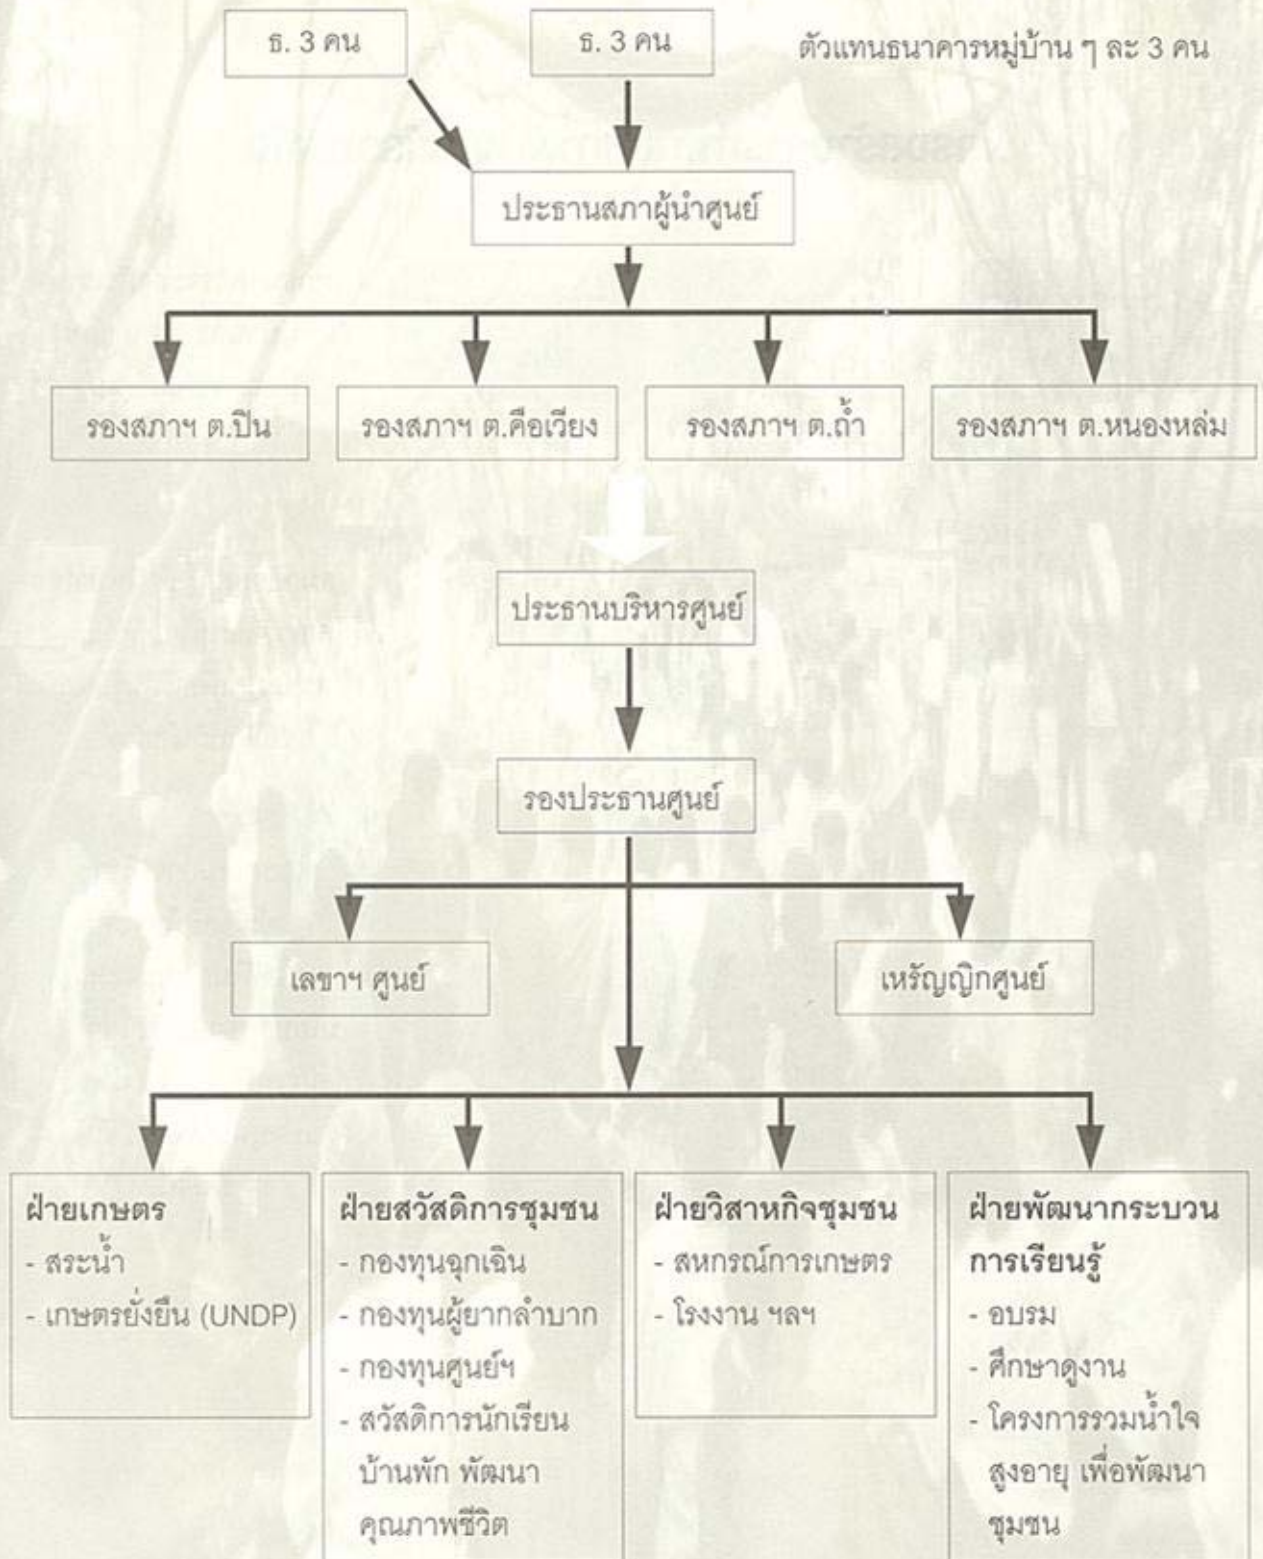 ธ. 3 คน
ธ. 3 คน
ตัวแทนธนาคารหมู่บ้าน ๆ ละ 3 คน
ประธานสภาผู้นำศูนย์
รองสภาฯ ต.ปิน
รองสภาฯ ต.คือเวียง
รองสภาฯ ต.ถ้ำ
รองสภาฯ ต.หนองหล่ม
ประธานบริหารศูนย์
รองประธานศูนย์
เลขาฯ ศูนย์
เหรัญญิกศูนย์
ฝ่ายเกษตร
- สระน้ำ
- เกษตรยั่งยืน (UNDP)
ฝ่ายสวัสดิการชุมชน
- กองทุนฉุกเฉิน
- กองทุนผู้ยากลำบาก
- กองทุนศูนย์ฯ
- สวัสดิการนักเรียน
บ้านพัก พัฒนา
คุณภาพชีวิต
ฝ่ายวิสาหกิจชุมชน
- สหกรณ์การเกษตร
- โรงงาน ฯลฯ
ฝ่ายพัฒนากระบวน
การเรียนรู้
- อบรม
- ศึกษาดูงาน
- โครงการรวมน้ำใจ
สูงอายุ เพื่อพัฒนา
ชุมชน